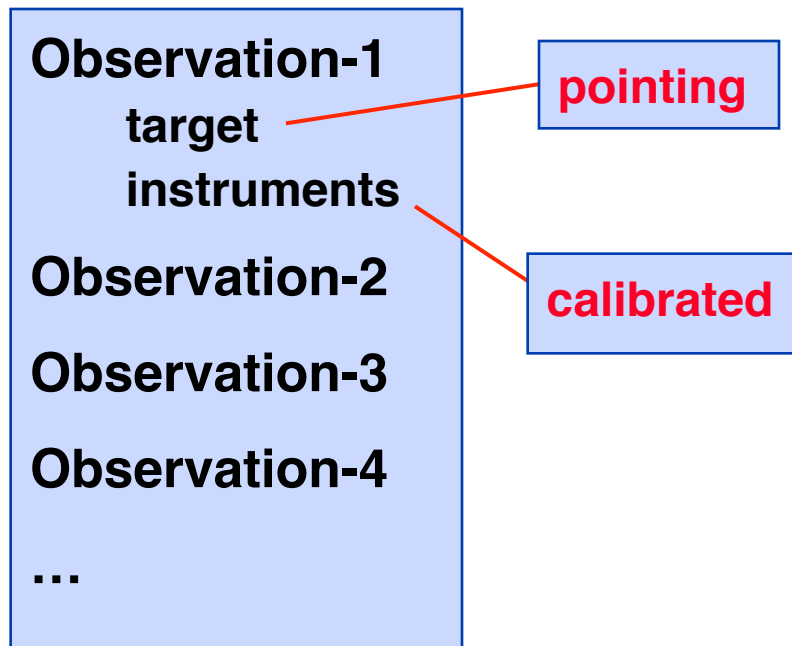 Observation-1
target
instruments
Observation-2
Observation-3
Observation-4
…
pointing
calibrated